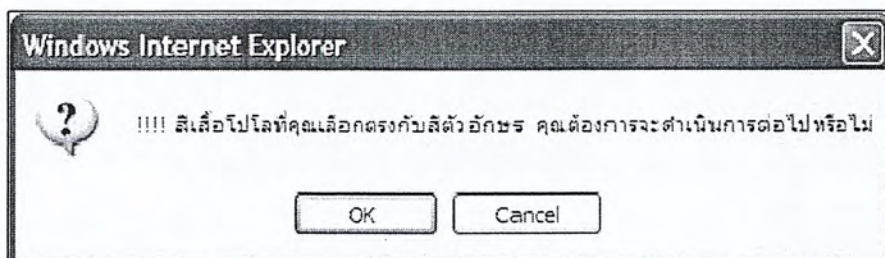 Windows Internet Explorer
!!!! สีเสื้อโปโลที่คุณเลือกตรงกับสีตัวอักษร คุณต้องการจะดำเนินการต่อไปหรือไม่
OK Cancel